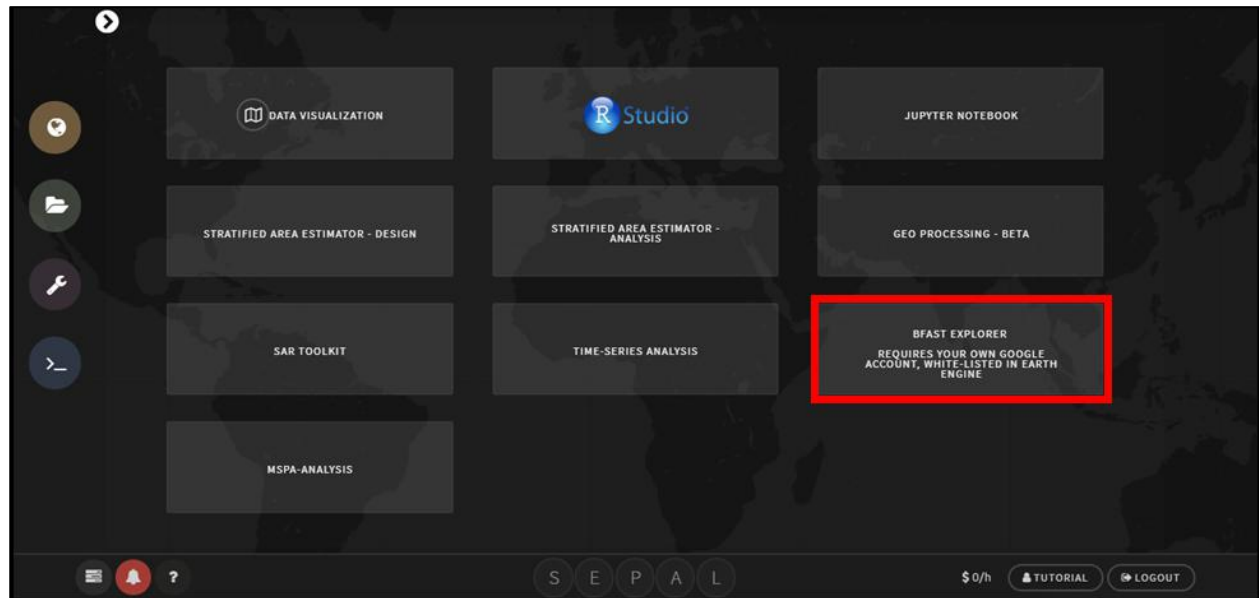 DATA VISUALIZATION
R Studio
JUPYTER NOTEBOOK
STRATIFIED AREA ESTIMATOR - DESIGN
STRATIFIED AREA ESTIMATOR -
ANALYSIS
GEO PROCESSING - BETA
SAR TOOLKIT
TIME-SERIES ANALYSIS
BFAST EXPLORER
REQUIRES YOUR OWN GOOGLE
ACCOUNT, WHITE-LISTED IN EARTH
ENGINE
MSPA-ANALYSIS
>_
?
S E P A L
$ 0/h
TUTORIAL
LOGOUT